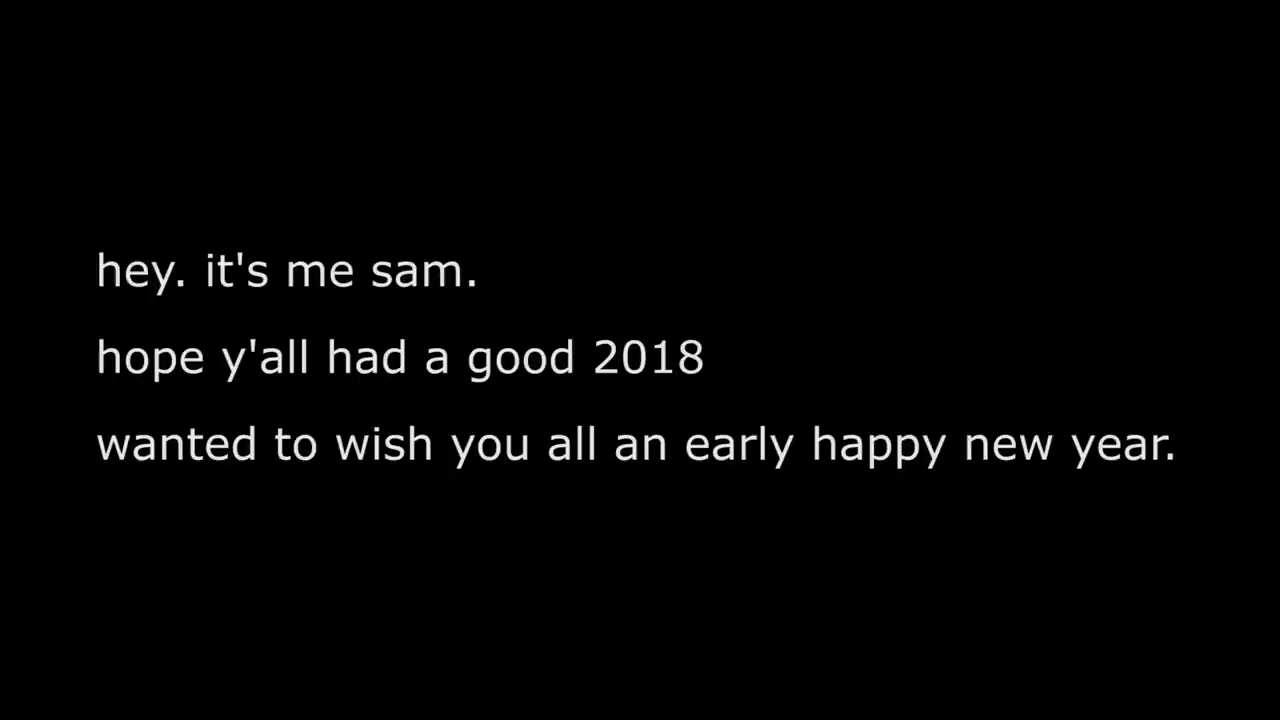 hey. it's me sam.
hope y'all had a good 2018
wanted to wish you all an early happy new year.